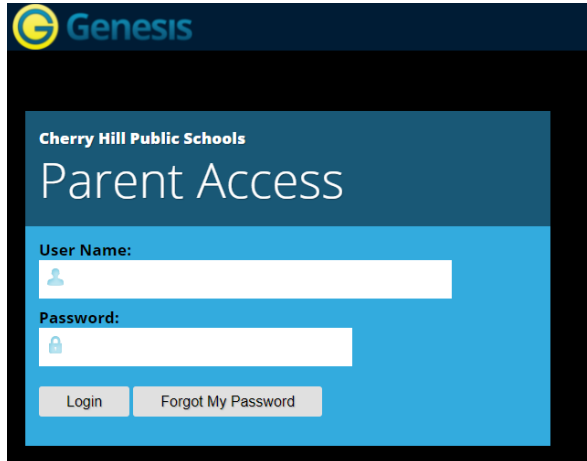 Genesis
Cherry Hill Public Schools
Parent Access
User Name:
Password:
Login Forgot My Password